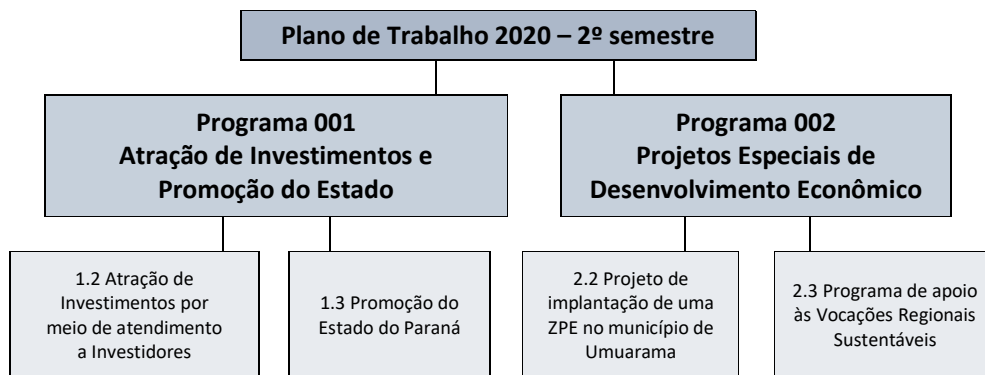 Plano de Trabalho 2020 – 2º semestre
Programa 001
Atração de Investimentos e
Promoção do Estado
Programa 002
Projetos Especiais de
Desenvolvimento Econômico
1.2 Atração de
Investimentos por
meio de atendimento
a Investidores
1.3 Promoção do
Estado do Paraná
2.2 Projeto de
implantação de uma
ZPE no município de
Umuarama
2.3 Programa de apoio
às Vocações Regionais
Sustentáveis